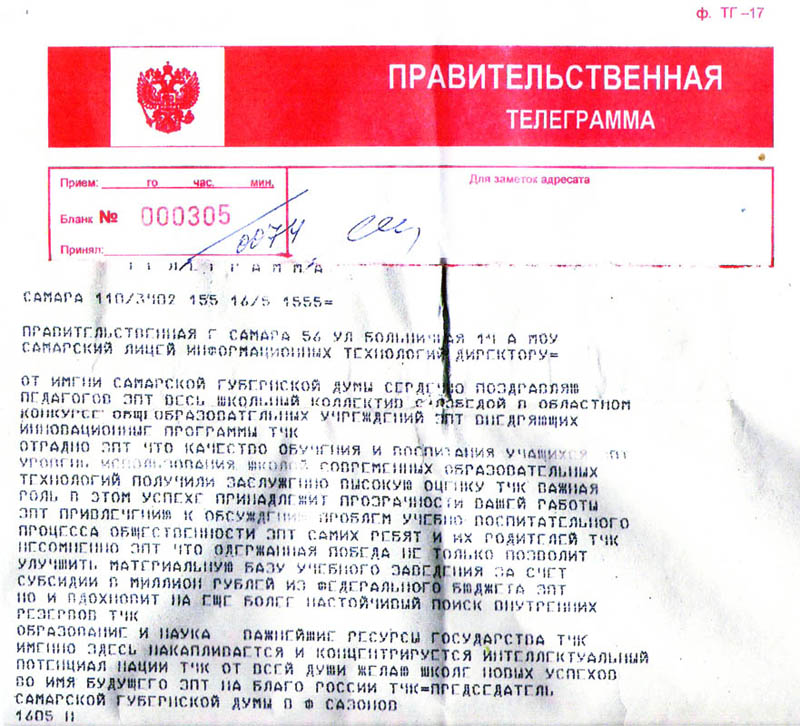 ф. ТГ–17
ПРАВИТЕЛЬСТВЕННАЯ
ТЕЛЕГРАММА
Прием: го час. мин.
Для заметок адресата
Бланк № 000305
0074
Принял:
ТЕЛЕГРАММА
САМАРА 110/3402 155 16/5 1555=
ПРАВИТЕЛЬСТВЕННАЯ Г САМАРА 56 УЛ БОЛЬНИЧНАЯ 14 А МОУ
САМАРСКИЙ ЛИЦЕЙ ИНФОРМАЦИОННЫХ ТЕХНОЛОГИЙ ДИРЕКТОРУ=
ОТ ИМЕНИ САМАРСКОЙ ГУБЕРНСКОЙ ДУМЫ СЕРДЕЧНО ПОЗДРАВЛЯЮ
ПЕДАГОГОВ ЗПТ ВЕСЬ ШКОЛЬНЫЙ КОЛЛЕКТИВ С ПОБЕДОЙ В ОБЛАСТНОМ
КОНКУРСЕ ОБЩЕОБРАЗОВАТЕЛЬНЫХ УЧРЕЖДЕНИЙ ЗПТ ВНЕДРЯЮЩИХ
ИННОВАЦИОННЫЕ ПРОГРАММЫ ТЧК
ОТРАДНО ЗПТ ЧТО КАЧЕСТВО ОБУЧЕНИЯ И ВОСПИТАНИЯ УЧАЩИХСЯ
УРОВЕНЬ ИСПОЛЬЗОВАНИЯ ШКОЛОЙ СОВРЕМЕННЫХ ОБРАЗОВАТЕЛЬНЫХ
ТЕХНОЛОГИЙ ПОЛУЧИЛИ ЗАСЛУЖЕННО ВЫСОКУЮ ОЦЕНКУ ТЧК ВАЖНАЯ
РОЛЬ В ЭТОМ УСПЕХЕ ПРИНАДЛЕЖИТ ПРОЗРАЧНОСТИ ВАШЕЙ РАБОТЫ
ЗПТ ПРИВЛЕЧЕНИЮ К ОБСУЖДЕНИЮ ПРОБЛЕМ УЧЕБНО ВОСПИТАТЕЛЬНОГО
ПРОЦЕССА ОБЩЕСТВЕННОСТИ ЗПТ САМИХ РЕБЯТ И ИХ РОДИТЕЛЕЙ ТЧК
НЕСОМНЕННО ЗПТ ЧТО ОДЕРЖАННАЯ ПОБЕДА НЕ ТОЛЬКО ПОЗВОЛИТ
УЛУЧШИТЬ МАТЕРИАЛЬНУЮ БАЗУ УЧЕБНОГО ЗАВЕДЕНИЯ ЗА СЧЕТ
СУБСИДИИ В МИЛЛИОН РУБЛЕЙ ИЗ ФЕДЕРАЛЬНОГО БЮДЖЕТА ЗПТ
НО И ВДОХНОВИТ НА ЕЩЕ БОЛЕЕ НАСТОЙЧИВЫЙ ПОИСК ВНУТРЕННИХ
РЕЗЕРВОВ ТЧК
ОБРАЗОВАНИЕ И НАУКА ВАЖНЕЙШИЕ РЕСУРСЫ ГОСУДАРСТВА ТЧК
ИМЕННО ЗДЕСЬ НАКАПЛИВАЕТСЯ И КОНЦЕНТРИРУЕТСЯ ИНТЕЛЛЕКТУАЛЬНЫЙ
ПОТЕНЦИАЛ НАЦИИ ТЧК ОТ ВСЕЙ ДУШИ ЖЕЛАЮ ШКОЛЕ НОВЫХ УСПЕХОВ
ВО ИМЯ БУДУЩЕГО ЗПТ НА БЛАГО РОССИИ ТЧК=ПРЕДСЕДАТЕЛЬ
САМАРСКОЙ ГУБЕРНСКОЙ ДУМЫ В Ф САЗОНОВ
1605 Н